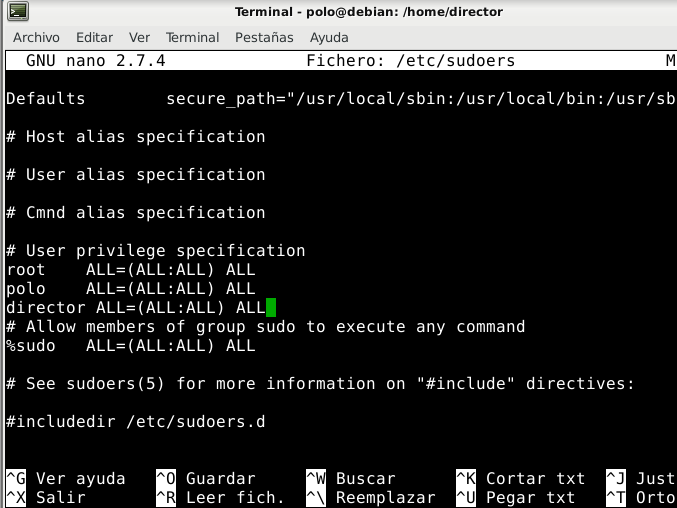 Terminal - polo@debian: /home/director
Archivo Editar Ver Terminal Pestañas Ayuda
GNU nano 2.7.4 Fichero: /etc/sudoers M
Defaults secure_path="/usr/local/sbin:/usr/local/bin:/usr/sb
# Host alias specification
# User alias specification
# Cmnd alias specification
# User privilege specification
root ALL=(ALL:ALL) ALL
polo ALL=(ALL:ALL) ALL
director ALL=(ALL:ALL) ALL
# Allow members of group sudo to execute any command
%sudo ALL=(ALL:ALL) ALL
# See sudoers(5) for more information on "#include" directives:
#includedir /etc/sudoers.d
^G Ver ayuda ^O Guardar ^W Buscar ^K Cortar txt ^J Just
^X Salir ^R Leer fich. ^\ Reemplazar ^U Pegar txt ^T Orto